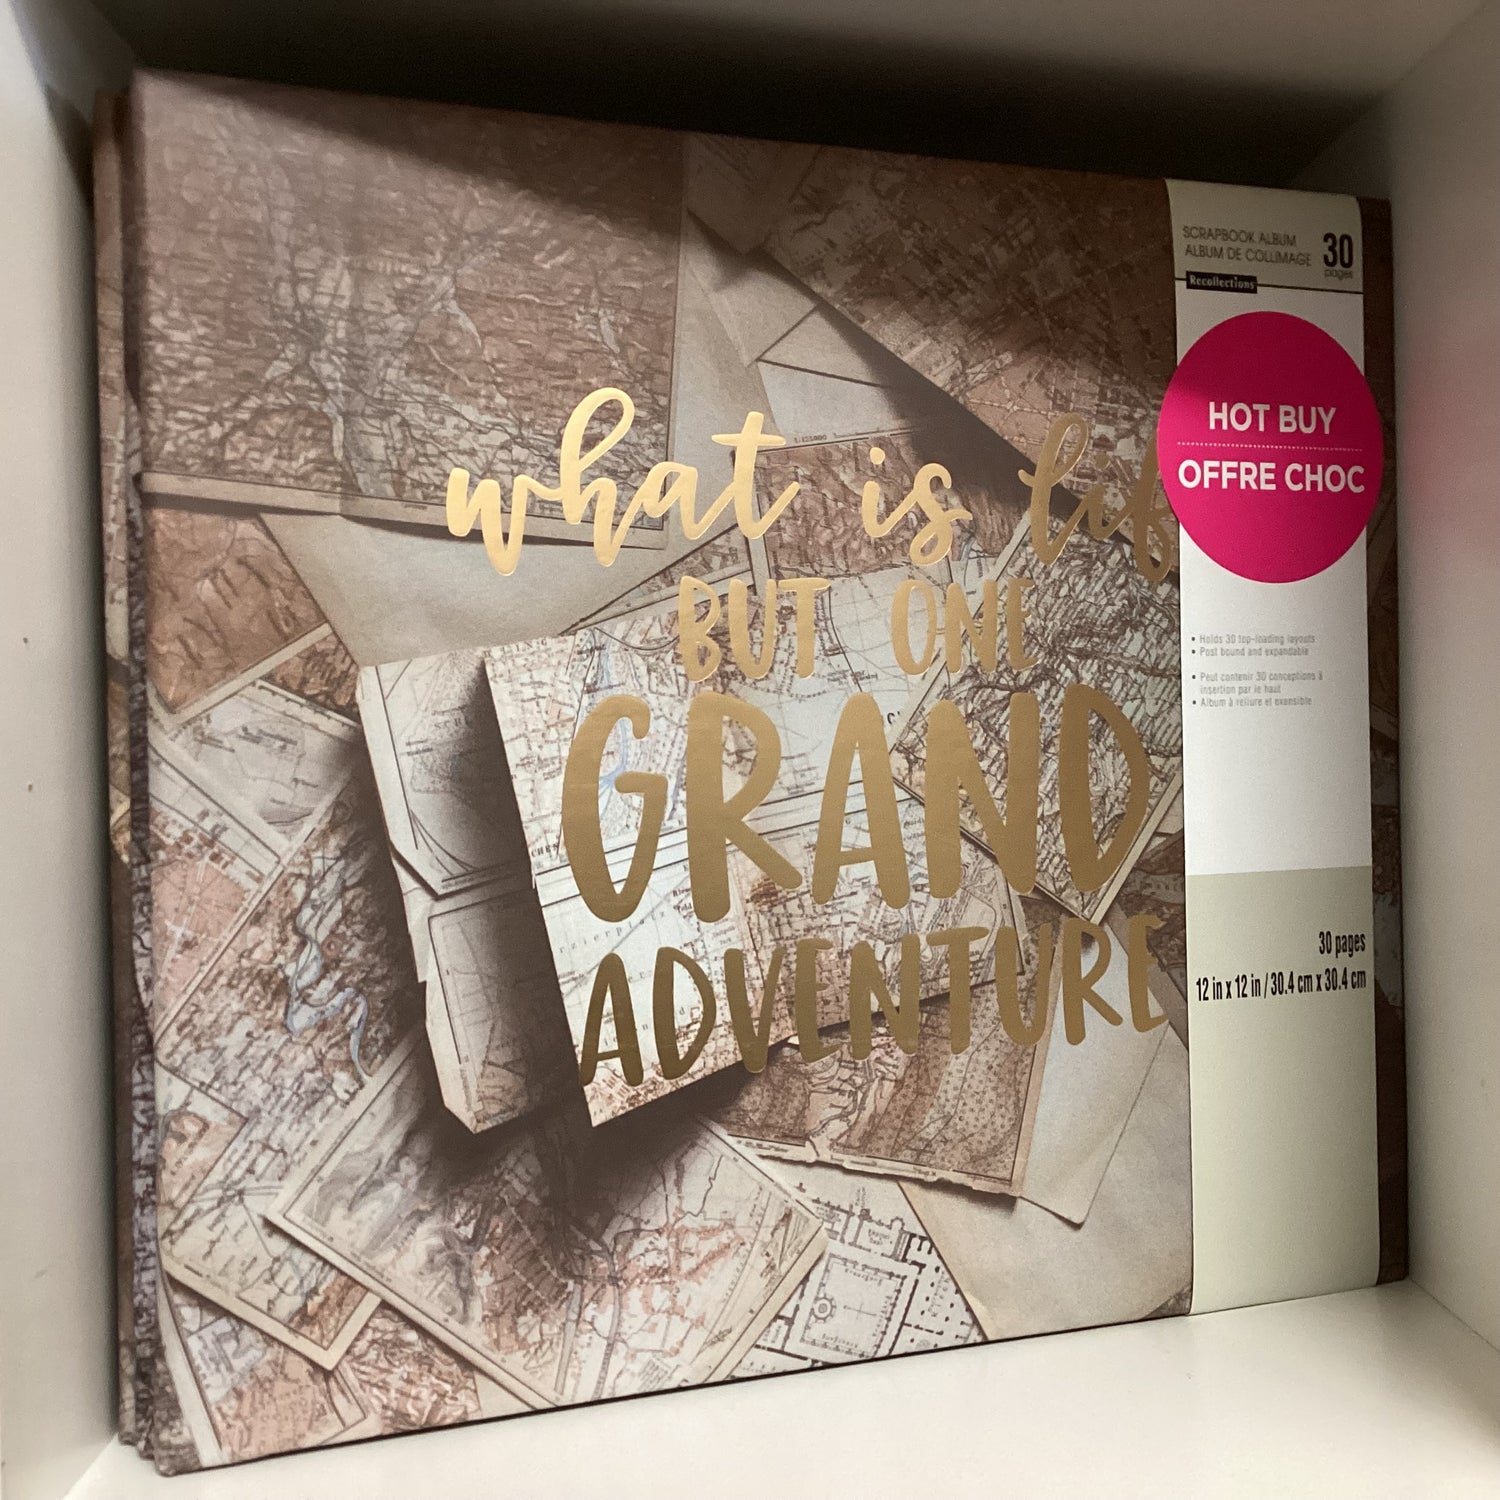 what is lif
BUT ONE
GRAND
ADVENTURE
SCRAPBOOK ALBUM
ALBUM DE COLLIMAGE
30
pages
Recollections
HOT BUY
OFFRE CHOC
• Holds 30 top-loading layouts
• Post bound and expandable
• Peut contenir 30 conceptions à
insertion par le haut
• Album à reliure et exensible
30 pages
12 in x 12 in / 30.4 cm x 30.4 cm